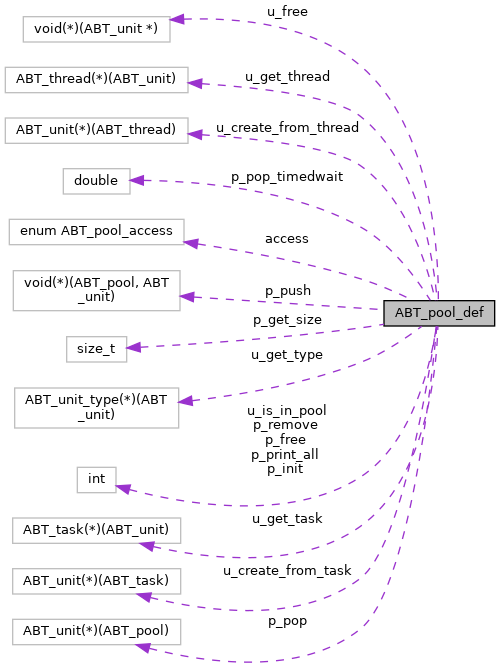 u_free
void(*)(ABT_unit *)
u_get_thread
ABT_thread(*)(ABT_unit)
u_create_from_thread
ABT_unit(*)(ABT_thread)
p_pop_timedwait
double
access
enum ABT_pool_access
p_push
void(*)(ABT_pool, ABT
_unit)
ABT_pool_def
p_get_size
size_t
u_get_type
ABT_unit_type(*)(ABT
_unit)
u_is_in_pool
p_remove
p_free
p_print_all
p_init
int
u_get_task
ABT_task(*)(ABT_unit)
u_create_from_task
ABT_unit(*)(ABT_task)
p_pop
ABT_unit(*)(ABT_pool)